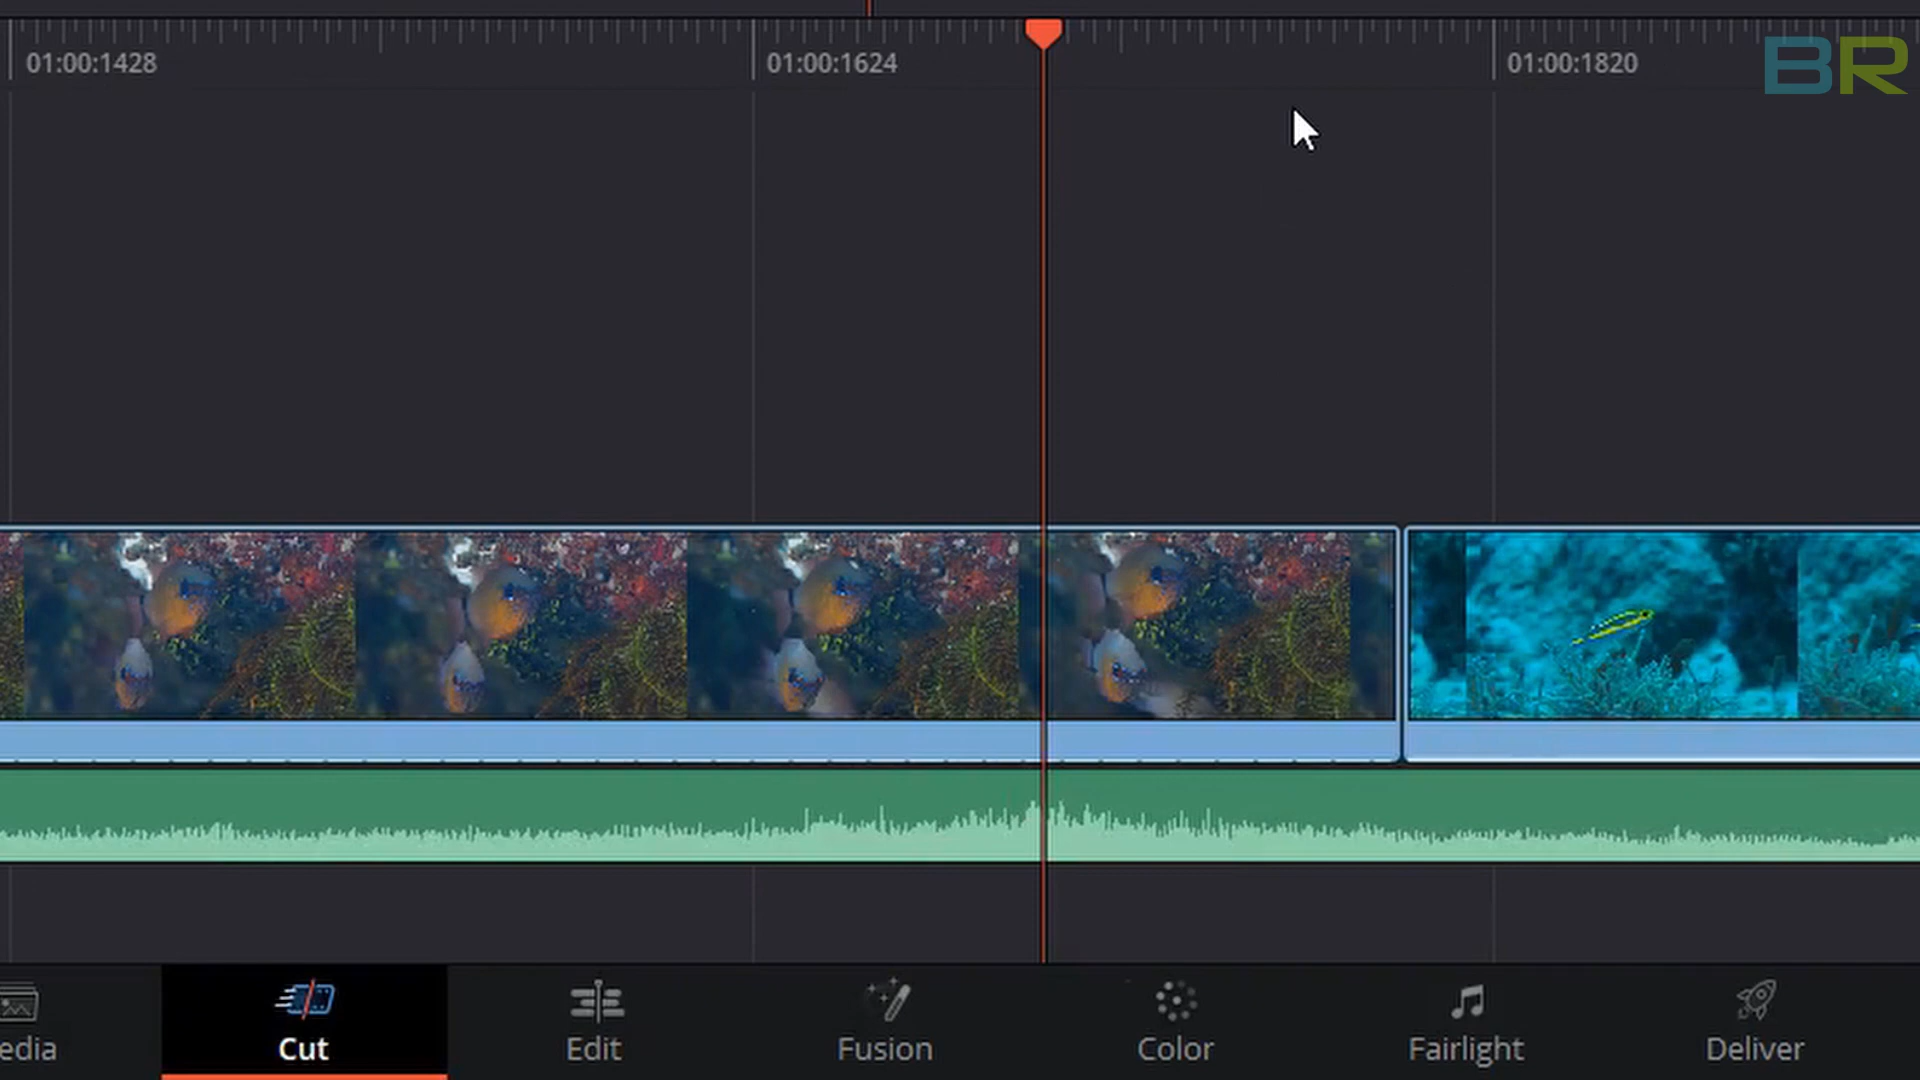 01:00:1428
01:00:1624
01:00:1820
BR
edia
Cut
Edit
Fusion
Color
Fairlight
Deliver